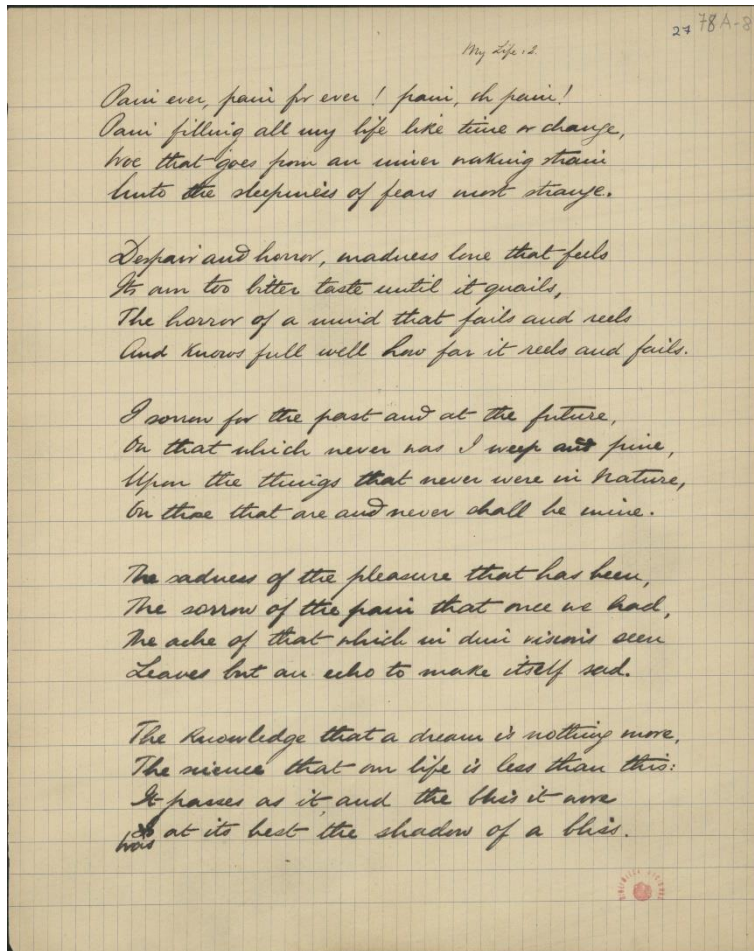 27 78A-8
My Life. 2
Pain ever, pain for ever! pain, oh pain!
Pain filling all my life like time or change,
Woe that goes from an inner waking strain
Unto the sleepiness of fears most strange.
Despair and horror, madness lone that feels
Its own too bitter taste until it quails,
The horror of a mind that fails and reels
And knows full well how far it reels and fails.
I sorrow for the past and at the future,
On that which never was I weep and pine,
Upon the things that never were in Nature,
On those that are and never shall be mine.
The sadness of the pleasure that has been,
The sorrow of the pain that once we had,
The ache of that which in dim visions seen
Leaves but an echo to make itself sad.
The knowledge that a dream is nothing more,
The science that our life is less than this:
It passes as it, and the bliss it wore
Was at its best the shadow of a bliss.